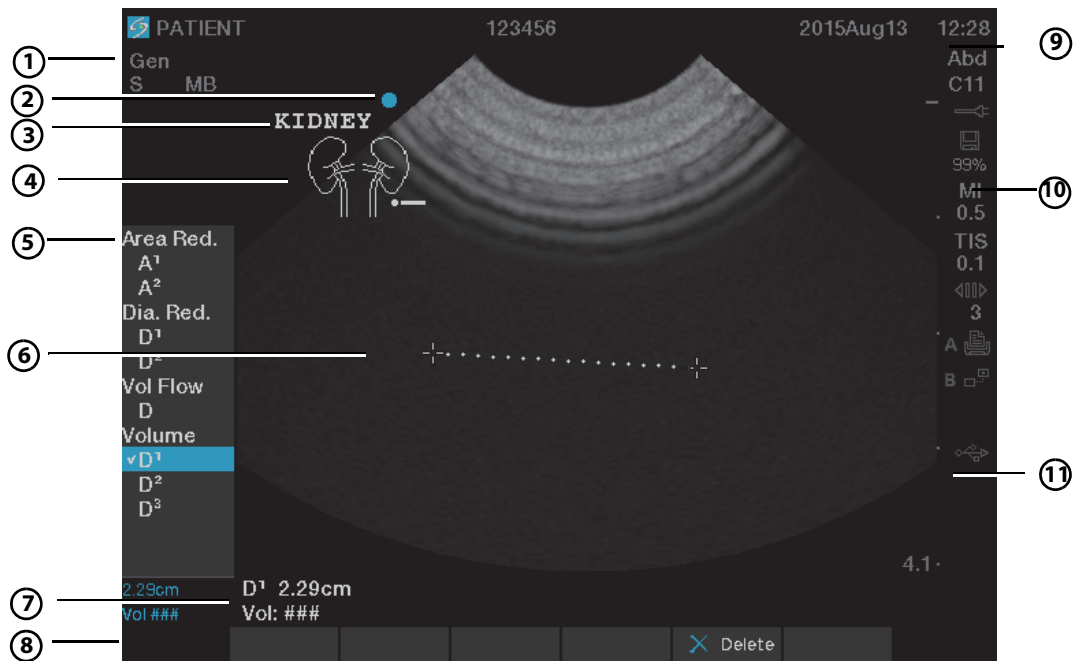 PATIENT 123456 2015Aug13 12:28
① Gen
S MB
②
③ KIDNEY
④
⑤ Area Red.
A¹
A²
Dia. Red.
D¹
D²
Vol Flow
D
Volume
✓D¹
D²
D³
⑥
2.29cm
Vol ###
⑦ D¹ 2.29cm
Vol: ###
⑧ Delete
⑨
Abd
C11
99%
MI ⑩
0.5
TIS
0.1
3
A
B
⑪
4.1